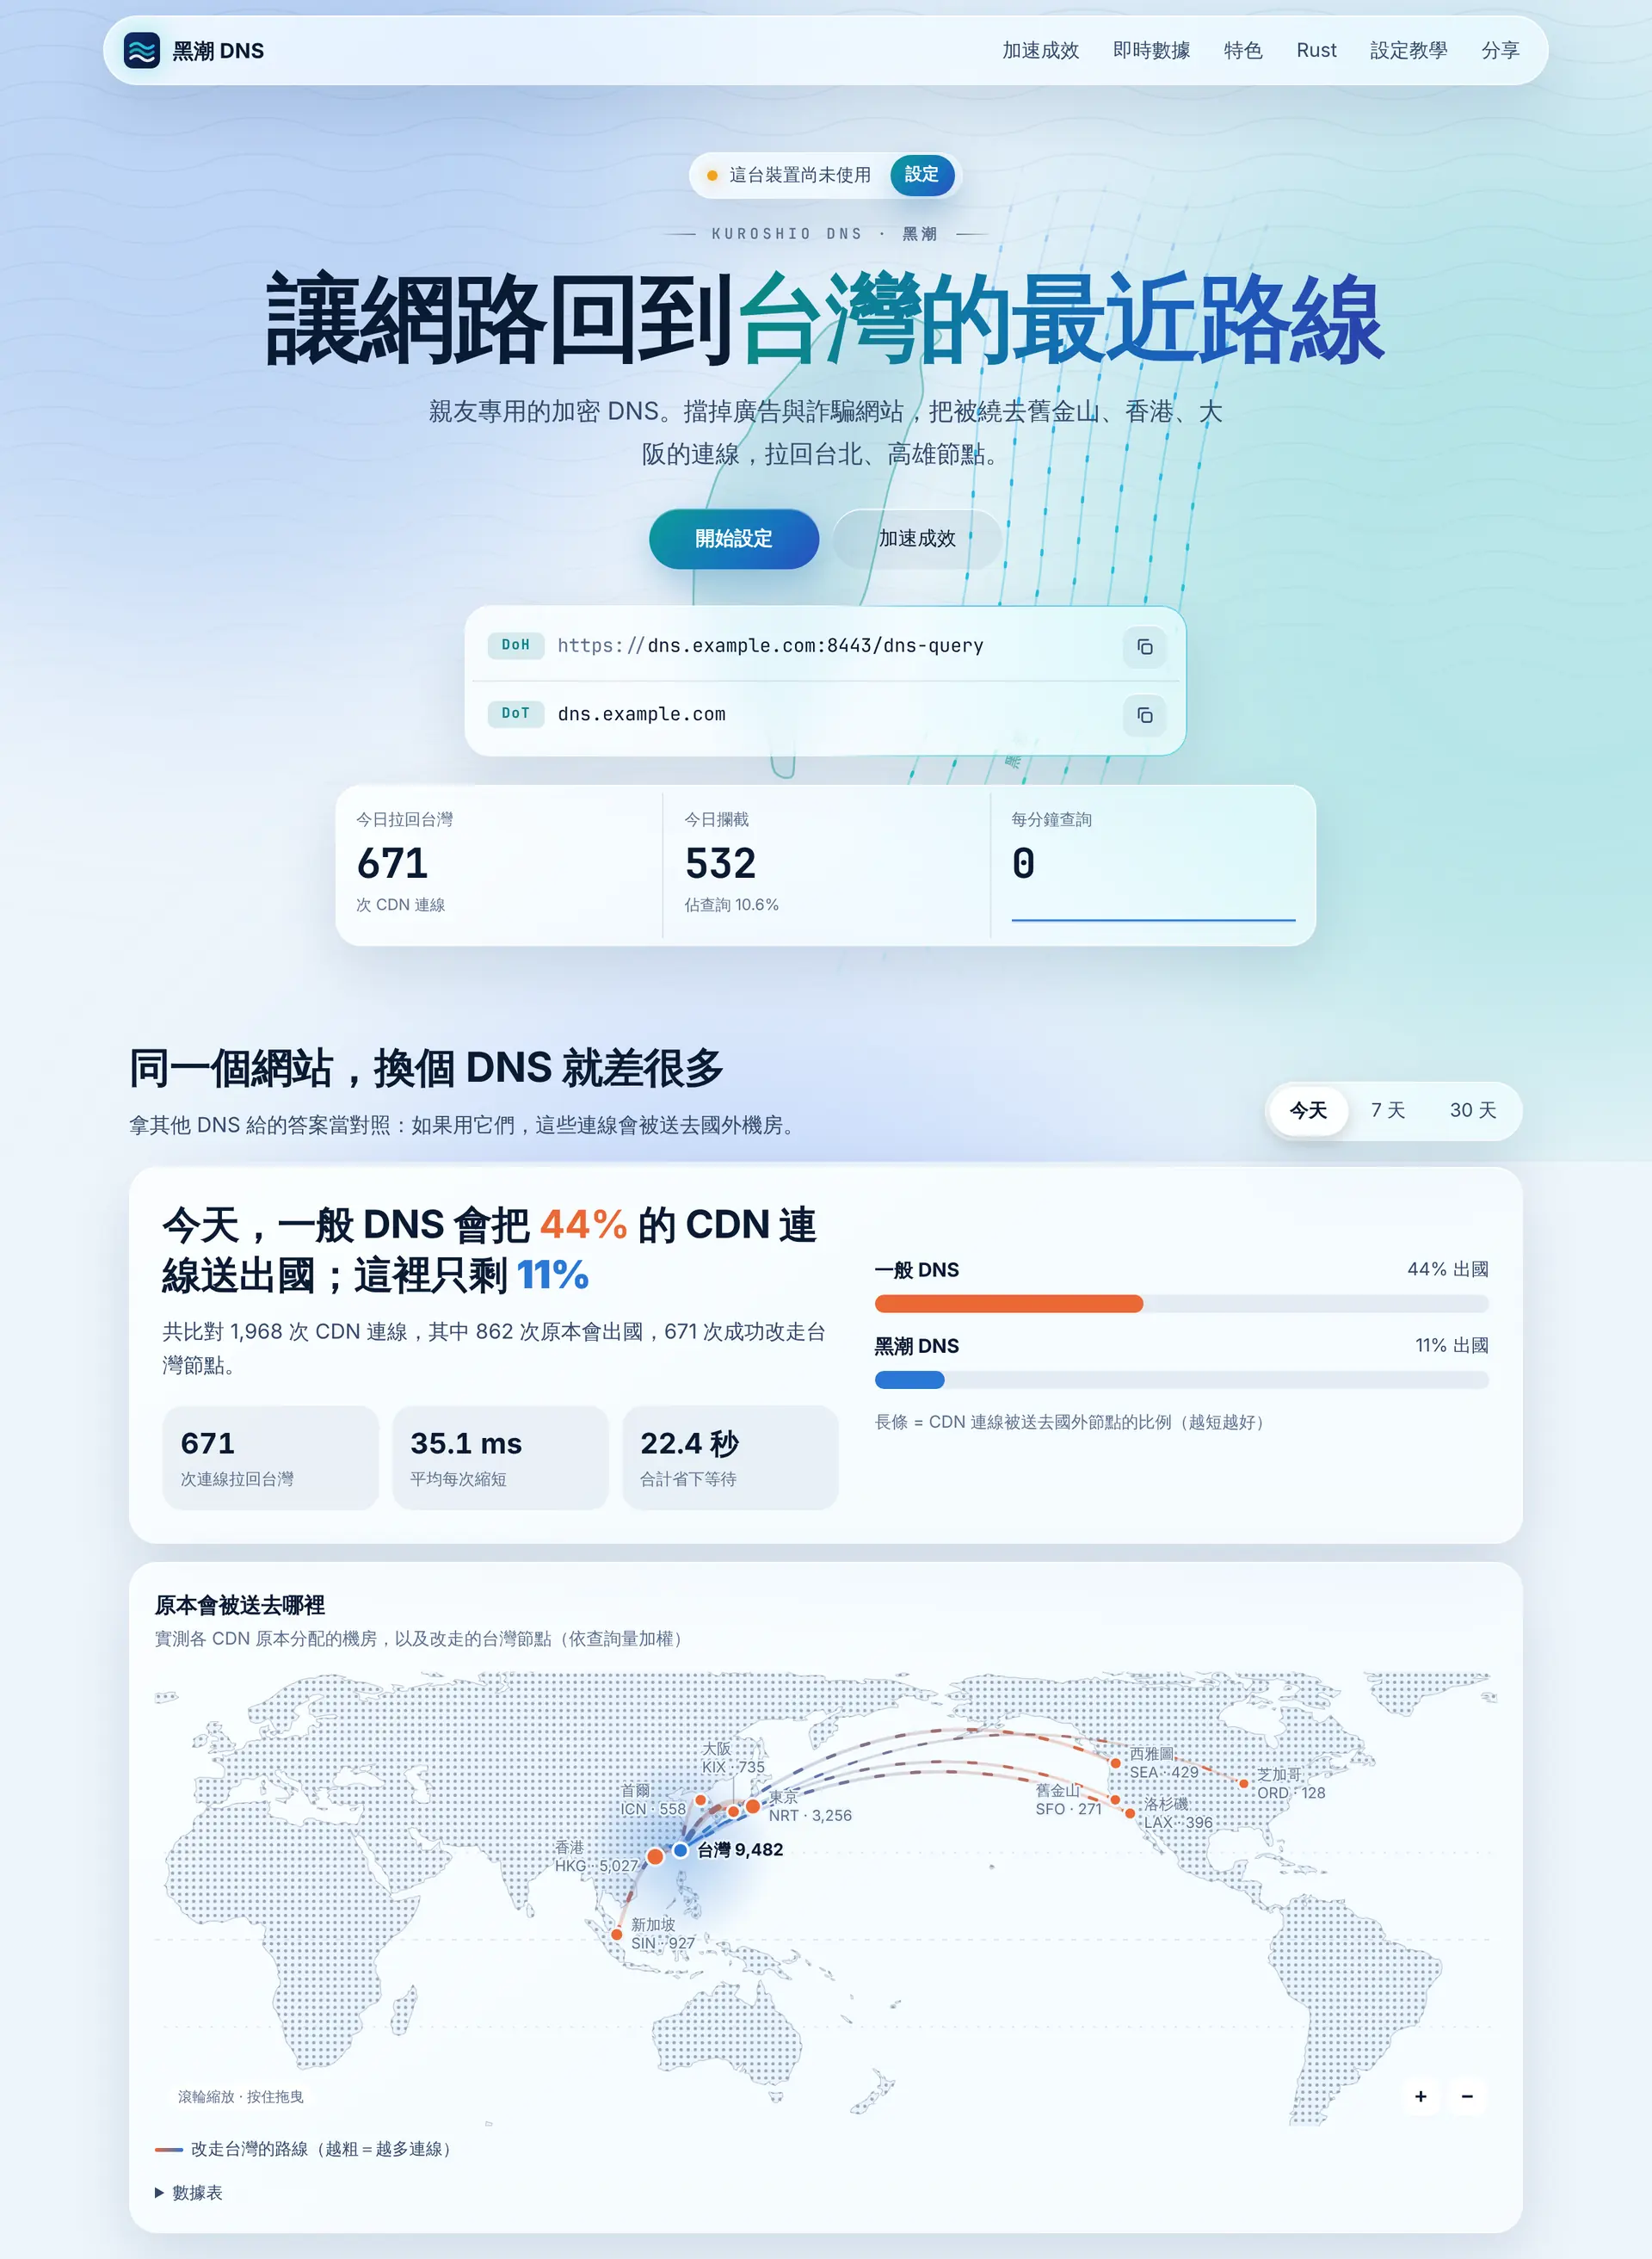 黑潮 DNS
加速成效 即時數據 特色 Rust 設定教學 分享
這台裝置尚未使用 設定
KUROSHIO DNS · 黑潮
讓網路回到台灣的最近路線
親友專用的加密 DNS。擋掉廣告與詐騙網站，把被繞去舊金山、香港、大
阪的連線，拉回台北、高雄節點。
開始設定 加速成效
DoH https://dns.example.com:8443/dns-query
DoT dns.example.com
今日拉回台灣
671
次 CDN 連線
今日攔截
532
佔查詢 10.6%
每分鐘查詢
0
同一個網站，換個 DNS 就差很多
拿其他 DNS 給的答案當對照：如果用它們，這些連線會被送去國外機房。
今天 7 天 30 天
今天，一般 DNS 會把 44% 的 CDN 連
線送出國；這裡只剩 11%
共比對 1,968 次 CDN 連線，其中 862 次原本會出國，671 次成功改走台
灣節點。
671
次連線拉回台灣
35.1 ms
平均每次縮短
22.4 秒
合計省下等待
一般 DNS 44% 出國
黑潮 DNS 11% 出國
長條 = CDN 連線被送去國外節點的比例（越短越好）
原本會被送去哪裡
實測各 CDN 原本分配的機房，以及改走的台灣節點（依查詢量加權）
大阪
KIX · 735
首爾
ICN · 558
東京
NRT · 3,256
香港
HKG · 5,027
台灣 9,482
新加坡
SIN · 927
西雅圖
SEA · 429
芝加哥
ORD · 128
舊金山
SFO · 271
洛杉磯
LAX · 396
滾輪縮放 · 按住拖曳
+ −
改走台灣的路線（越粗＝越多連線）
▶ 數據表